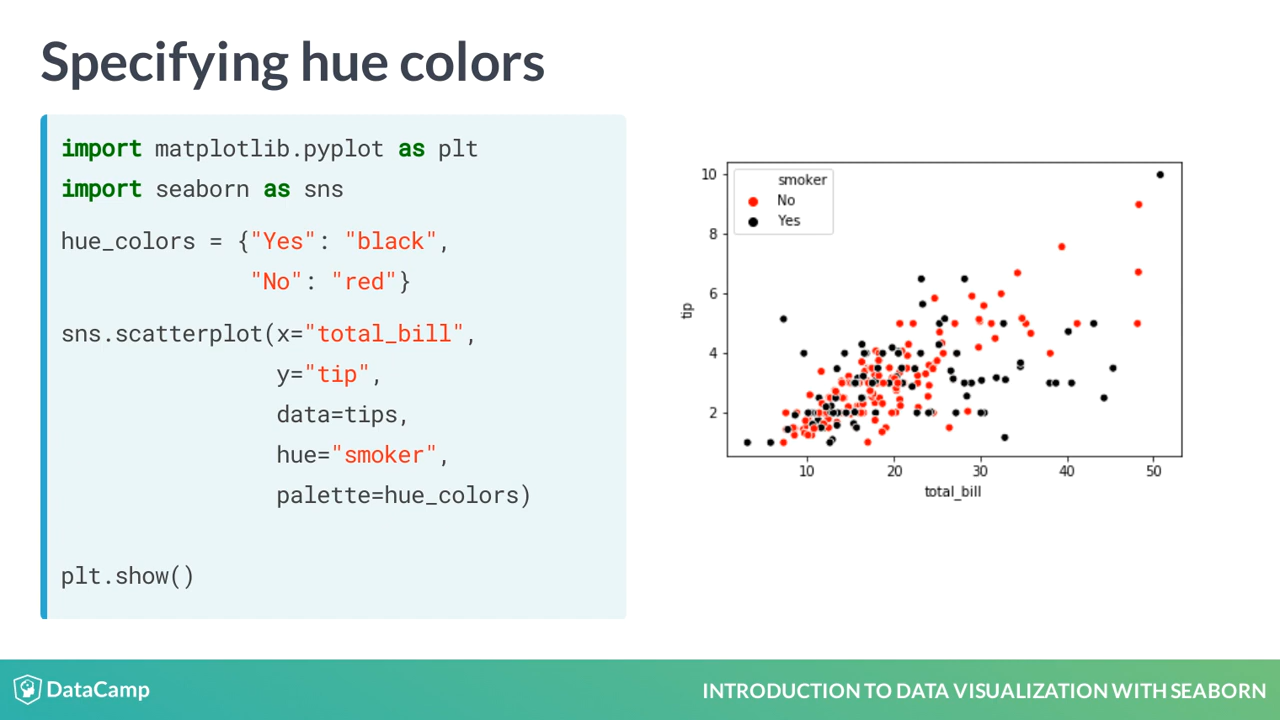 Specifying hue colors
import matplotlib.pyplot as plt
import seaborn as sns
hue_colors = {"Yes": "black",
"No": "red"}
sns.scatterplot(x="total_bill",
y="tip",
data=tips,
hue="smoker",
palette=hue_colors)
plt.show()
smoker
No
Yes
10
8
6
4
2
tip
10 20 30 40 50
total_bill
DataCamp
INTRODUCTION TO DATA VISUALIZATION WITH SEABORN